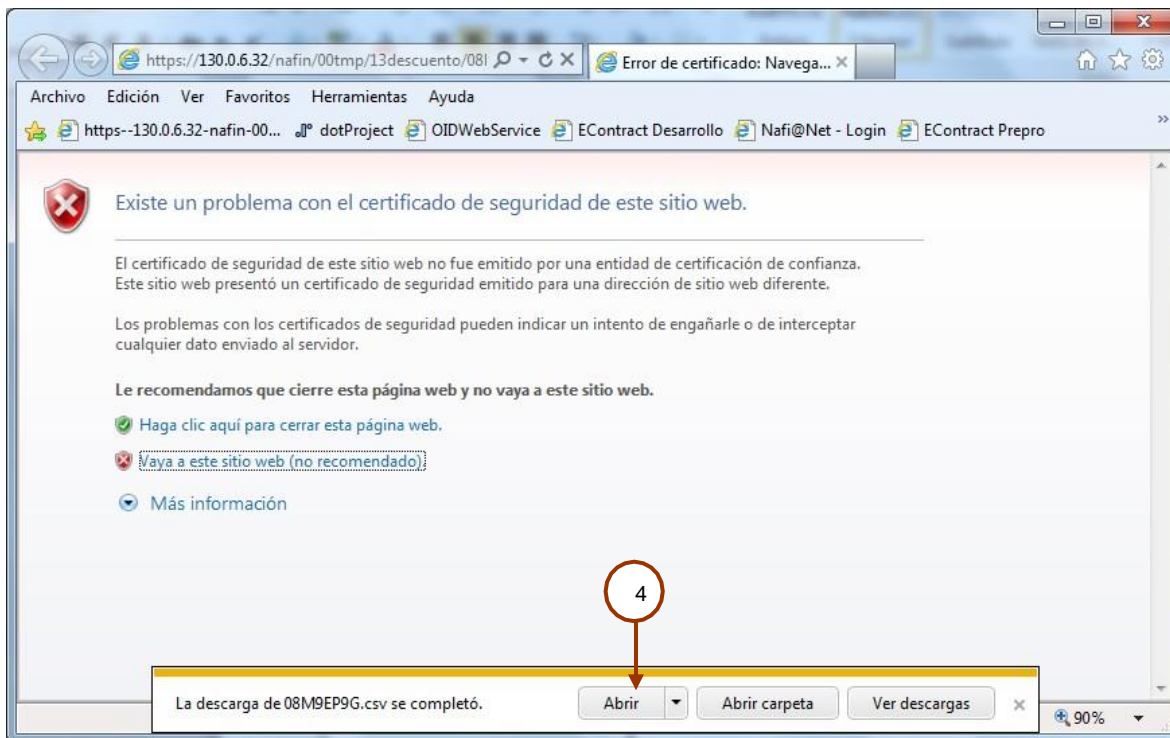 https://130.0.6.32/nafin/00tmp/13descuento/08
Error de certificado: Navega...
Archivo Edición Ver Favoritos Herramientas Ayuda
https--130.0.6.32-nafin-00... dotProject OIDWebService EContract Desarrollo Nafi@Net - Login EContract Prepro
Existe un problema con el certificado de seguridad de este sitio web.
El certificado de seguridad de este sitio web no fue emitido por una entidad de certificación de confianza.
Este sitio web presentó un certificado de seguridad emitido para una dirección de sitio web diferente.
Los problemas con los certificados de seguridad pueden indicar un intento de engañarle o de interceptar
cualquier dato enviado al servidor.
Le recomendamos que cierre esta página web y no vaya a este sitio web.
Haga clic aquí para cerrar esta página web.
Vaya a este sitio web (no recomendado).
Más información
4
La descarga de 08M9EP9G.csv se completó. Abrir Abrir carpeta Ver descargas
90%